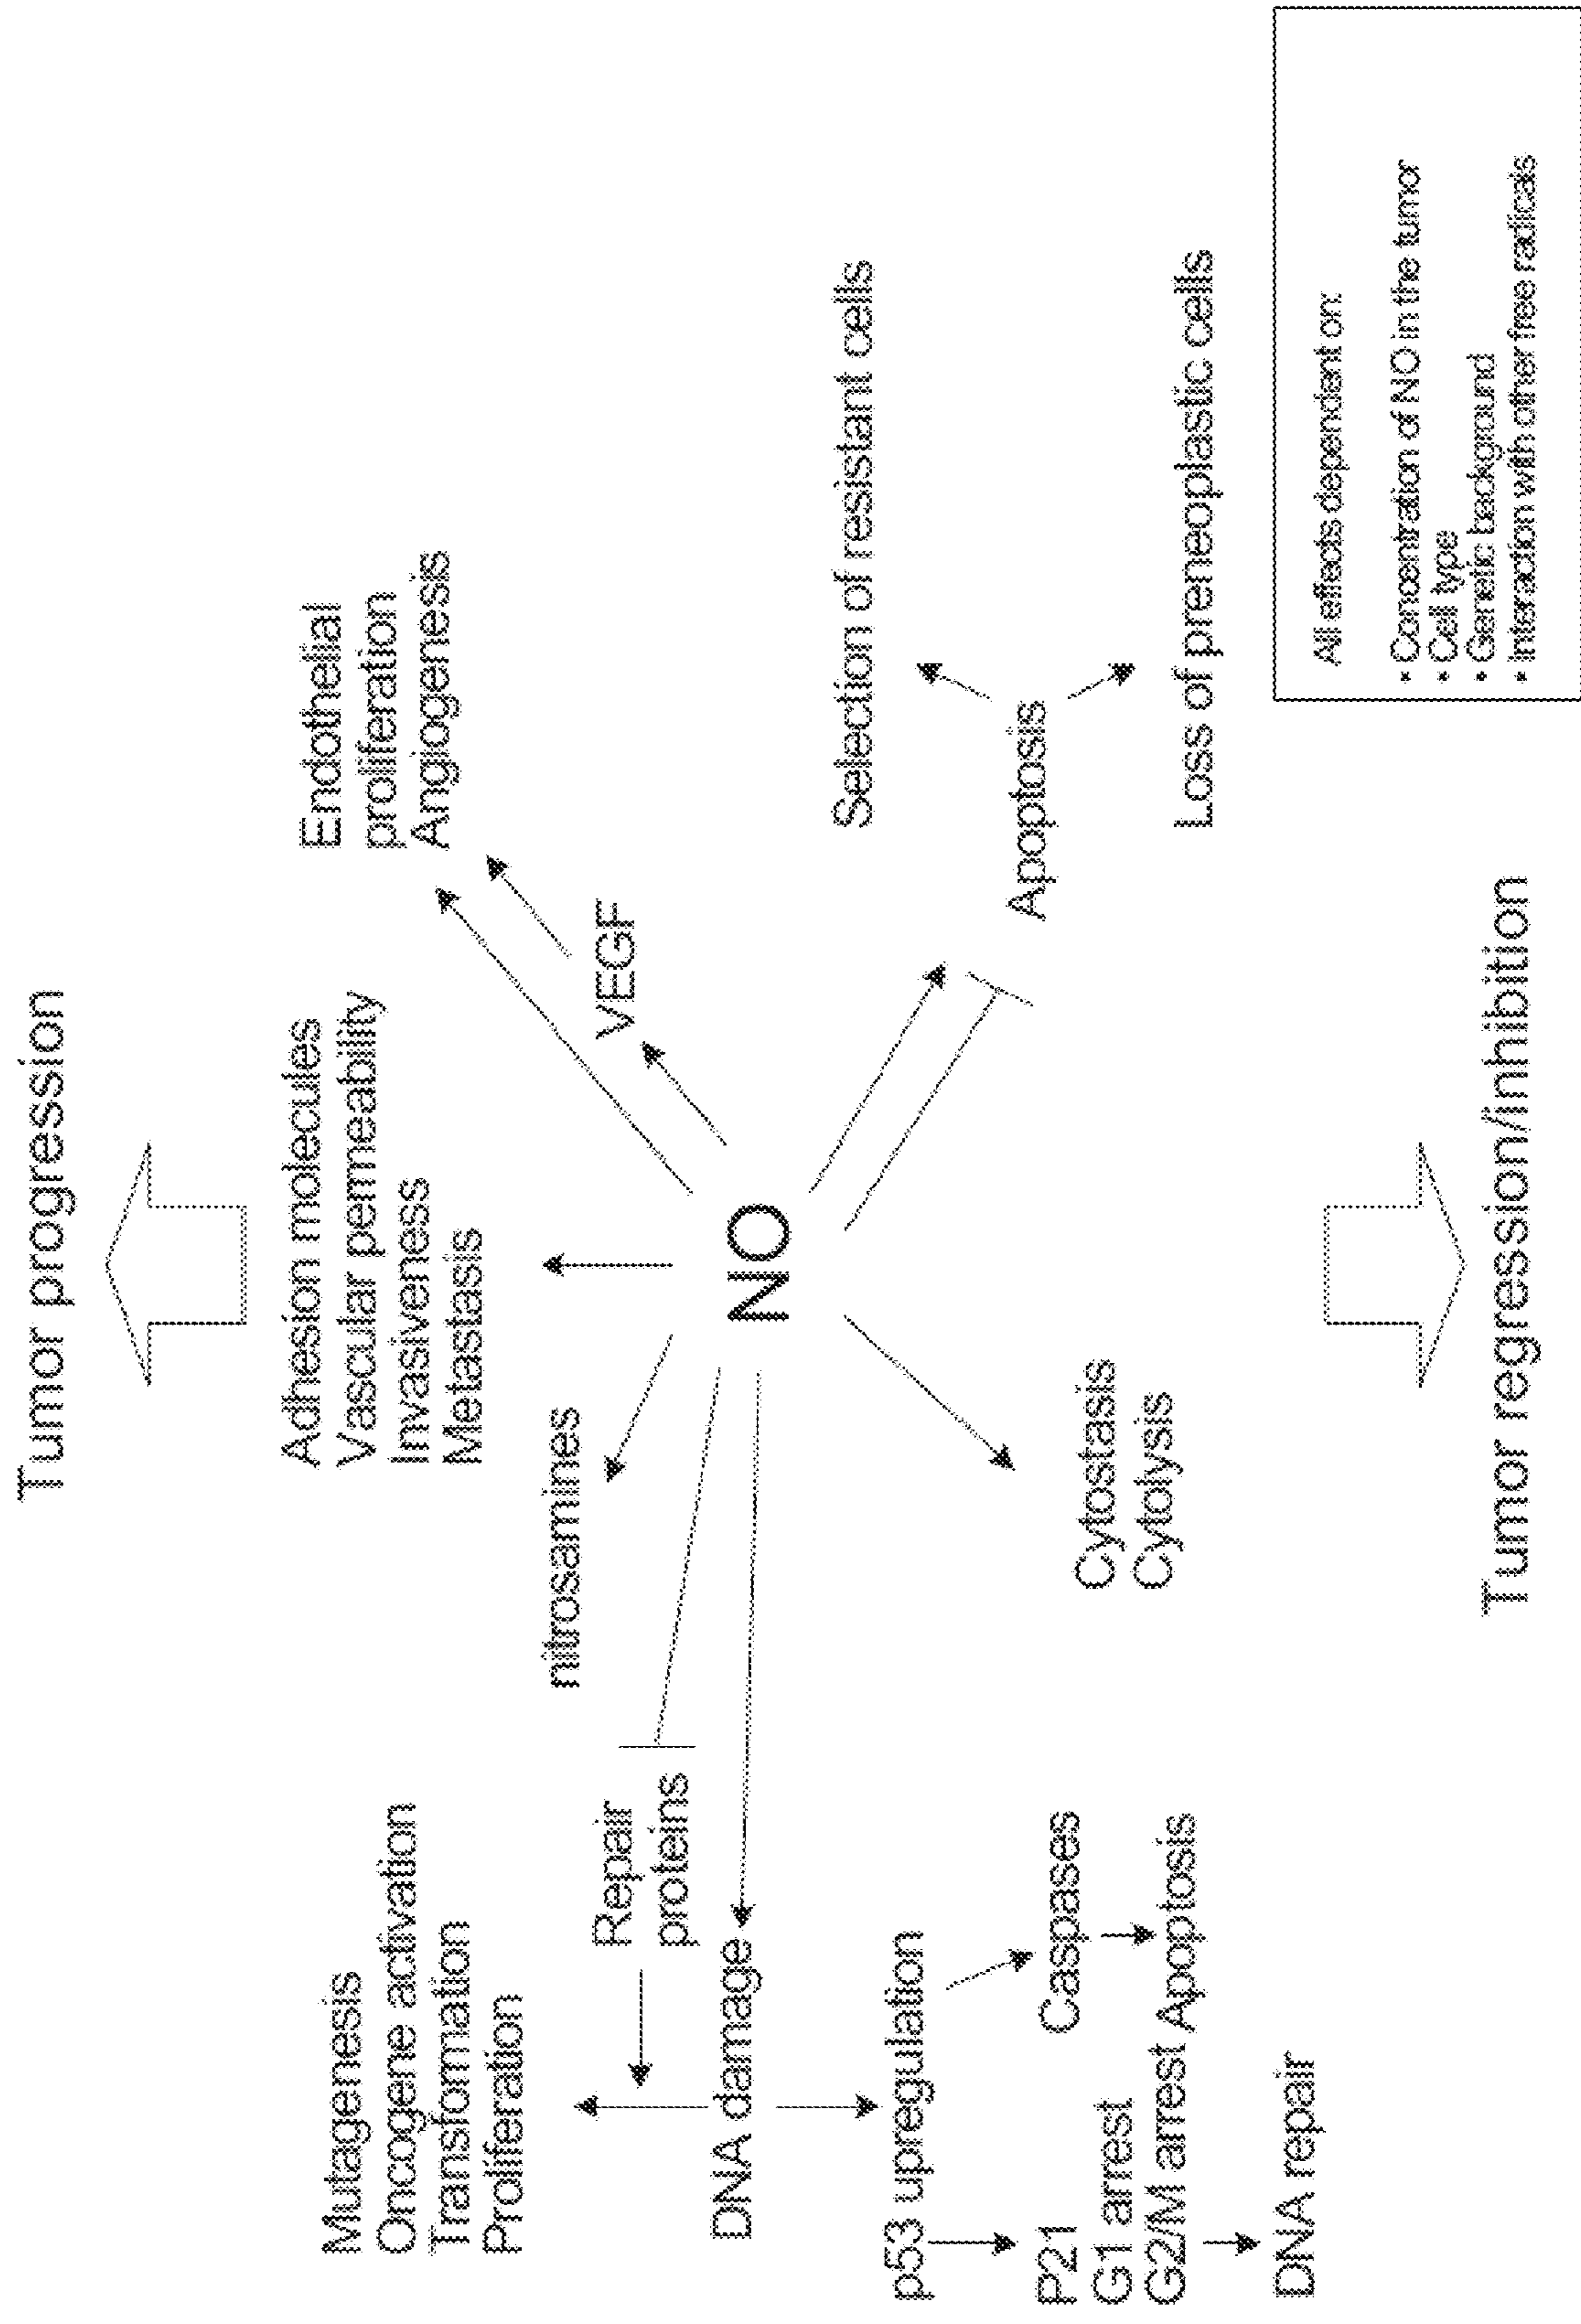 Tumor progression
Adhesion molecules
Vascular permeability
Invasiveness
Metastasis
Endothelial
proliferation
Angiogenesis
Mutagenesis
Oncogene activation
Transformation
Proliferation
nitrosamines
VEGF
Repair
proteins
DNA damage
NO
Selection of resistant cells
p53 upregulation
Apoptosis
P21
G1 arrest
G2/M arrest
Caspases
Apoptosis
Cytostasis
Cytolysis
Loss of preneoplastic cells
DNA repair
Tumor regression/inhibition
All effects dependant on:
• Concentration of NO in the tumor
• Cell type
• Genetic background
• Interaction with other free radicals